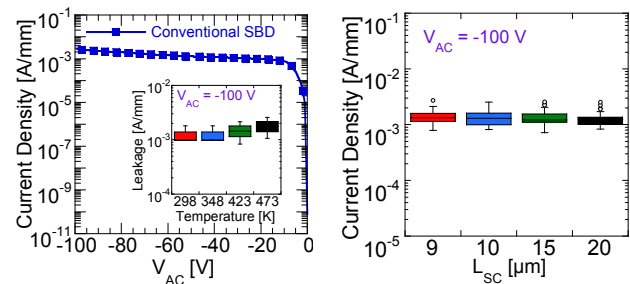 Current Density [A/mm]
10⁻¹
10⁻³
10⁻⁵
10⁻⁷
10⁻⁹
10⁻¹¹
Conventional SBD
Leakage [A/mm]
10⁻²
10⁻³
10⁻⁴
V_AC = -100 V
298 348 423 473
Temperature [K]
-100 -80 -60 -40 -20 0
V_AC [V]
Current Density [A/mm]
10⁻¹
10⁻²
10⁻³
10⁻⁴
10⁻⁵
V_AC = -100 V
9 10 15 20
L_SC [µm]